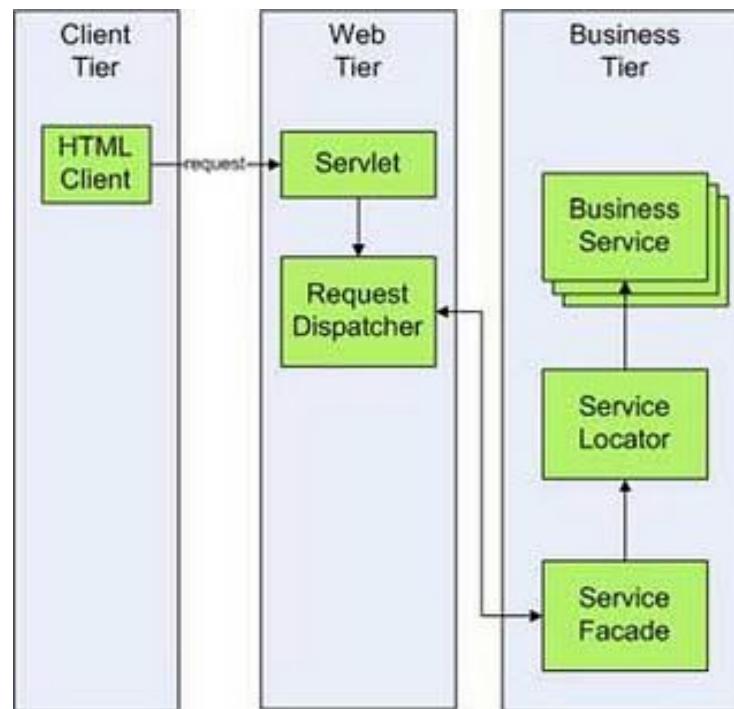 Client
Tier
Web
Tier
Business
Tier
HTML
Client
request
Servlet
Request
Dispatcher
Business
Service
Service
Locator
Service
Facade